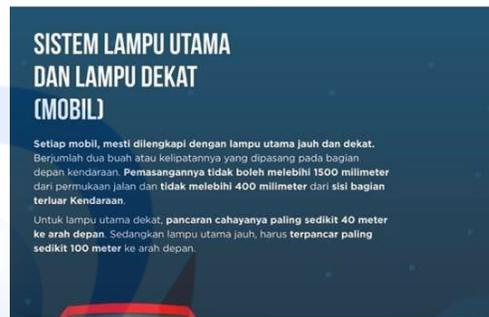 SISTEM LAMPU UTAMA
DAN LAMPU DEKAT
(MOBIL)
Setiap mobil, mesti dilengkapi dengan lampu utama jauh dan dekat.
Berjumlah dua buah atau kelipatannya yang dipasang pada bagian
depan kendaraan. Pemasangannya tidak boleh melebihi 1500 milimeter
dari permukaan jalan dan tidak melebihi 400 milimeter dari sisi bagian
terluar Kendaraan.
Untuk lampu utama dekat, pancaran cahayanya paling sedikit 40 meter
ke arah depan. Sedangkan lampu utama jauh, harus terpancar paling
sedikit 100 meter ke arah depan.